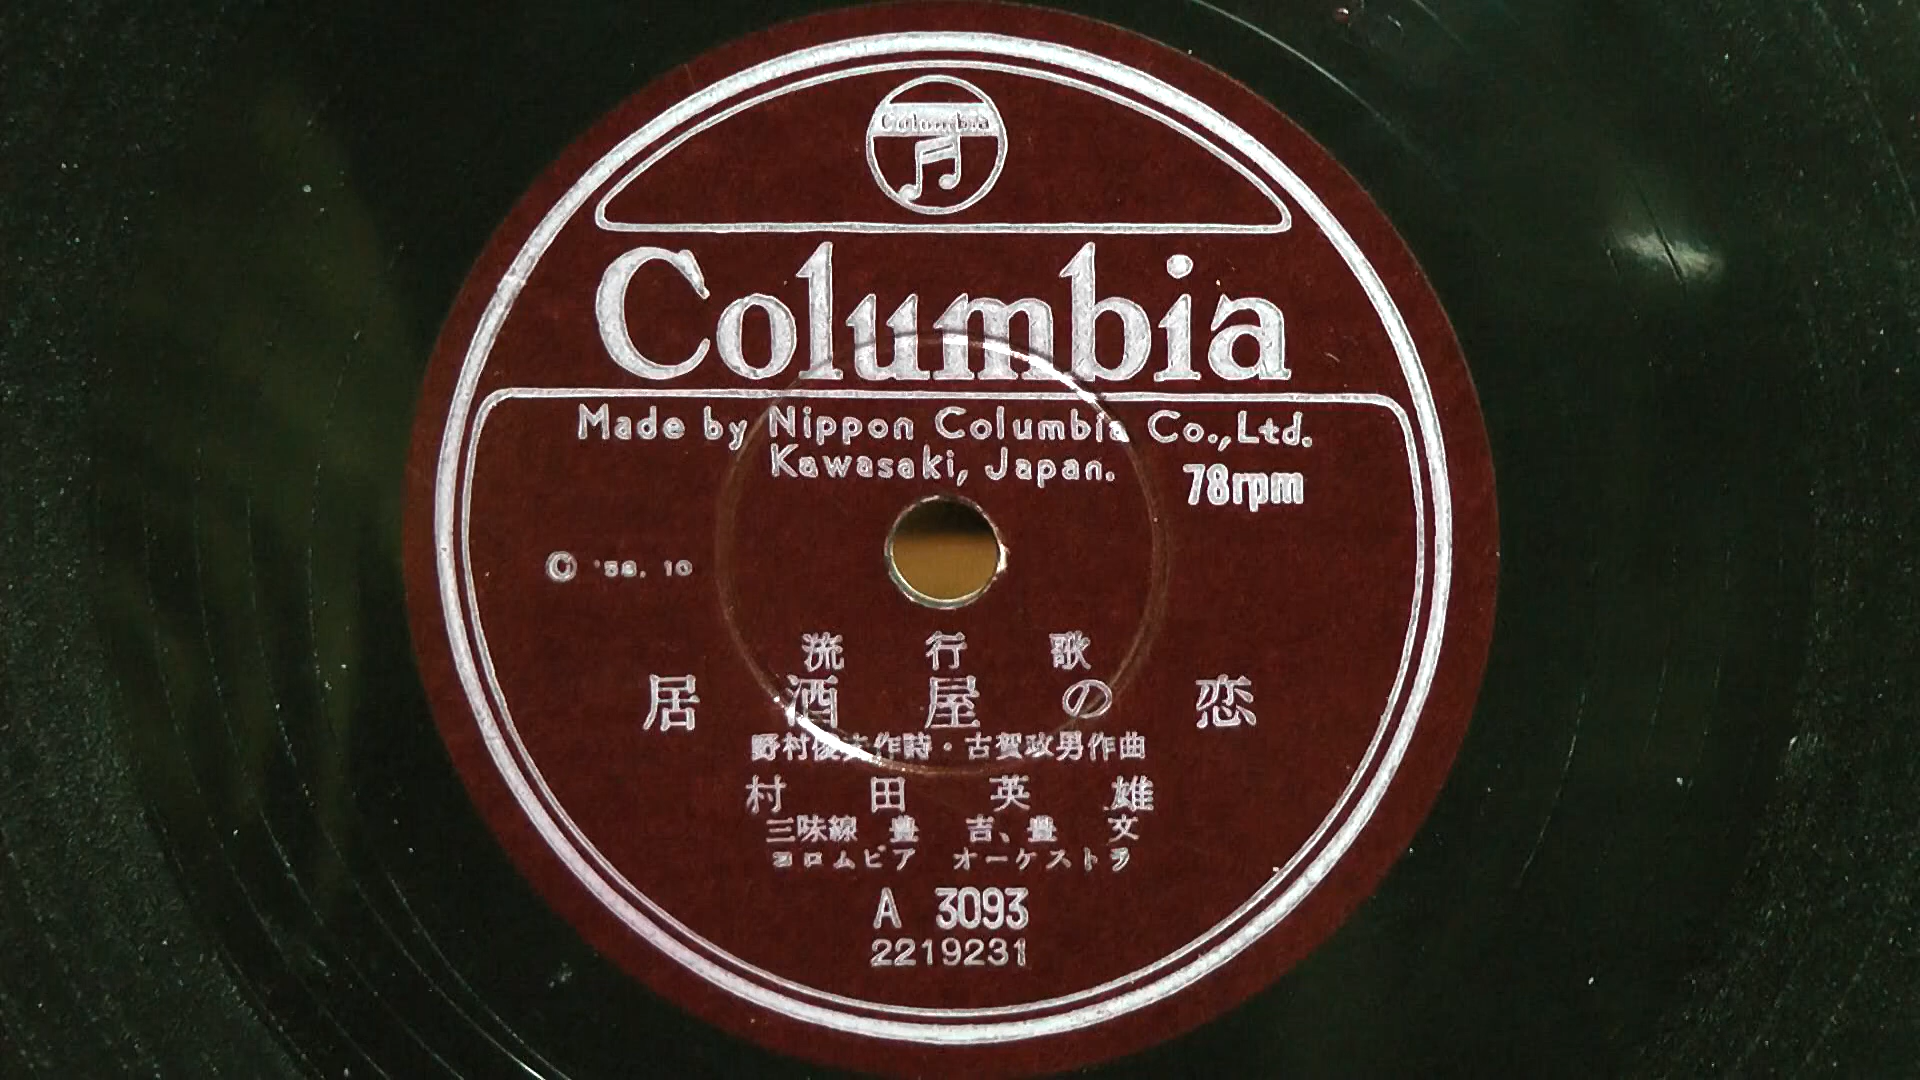 Columbia
Columbia
Made by Nippon Columbia Co., Ltd.
Kawasaki, Japan.
78rpm
© '58. 10
流行歌
居酒屋の恋
野村俊夫作詩・古賀政男作曲
村田英雄
三味線 豊 吉、豊 文
コロムビア オーケストラ
A 3093
2219231